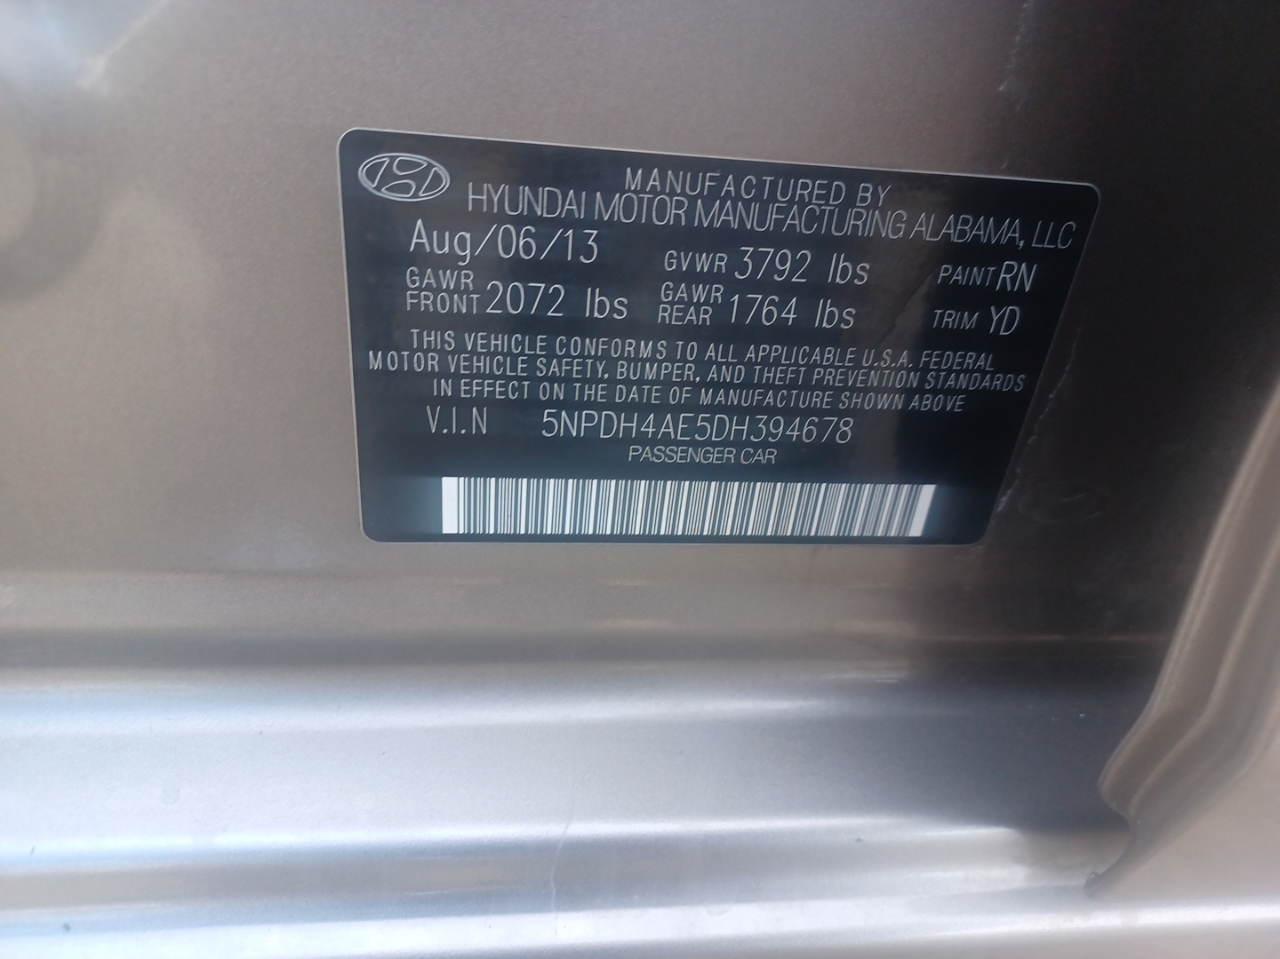 MANUFACTURED BY
HYUNDAI MOTOR MANUFACTURING ALABAMA, LLC
Aug/06/13 GVWR 3792 lbs PAINT RN
GAWR FRONT 2072 lbs GAWR REAR 1764 lbs TRIM YD
THIS VEHICLE CONFORMS TO ALL APPLICABLE U.S.A. FEDERAL
MOTOR VEHICLE SAFETY, BUMPER, AND THEFT PREVENTION STANDARDS
IN EFFECT ON THE DATE OF MANUFACTURE SHOWN ABOVE
V.I.N 5NPDH4AE5DH394678
PASSENGER CAR